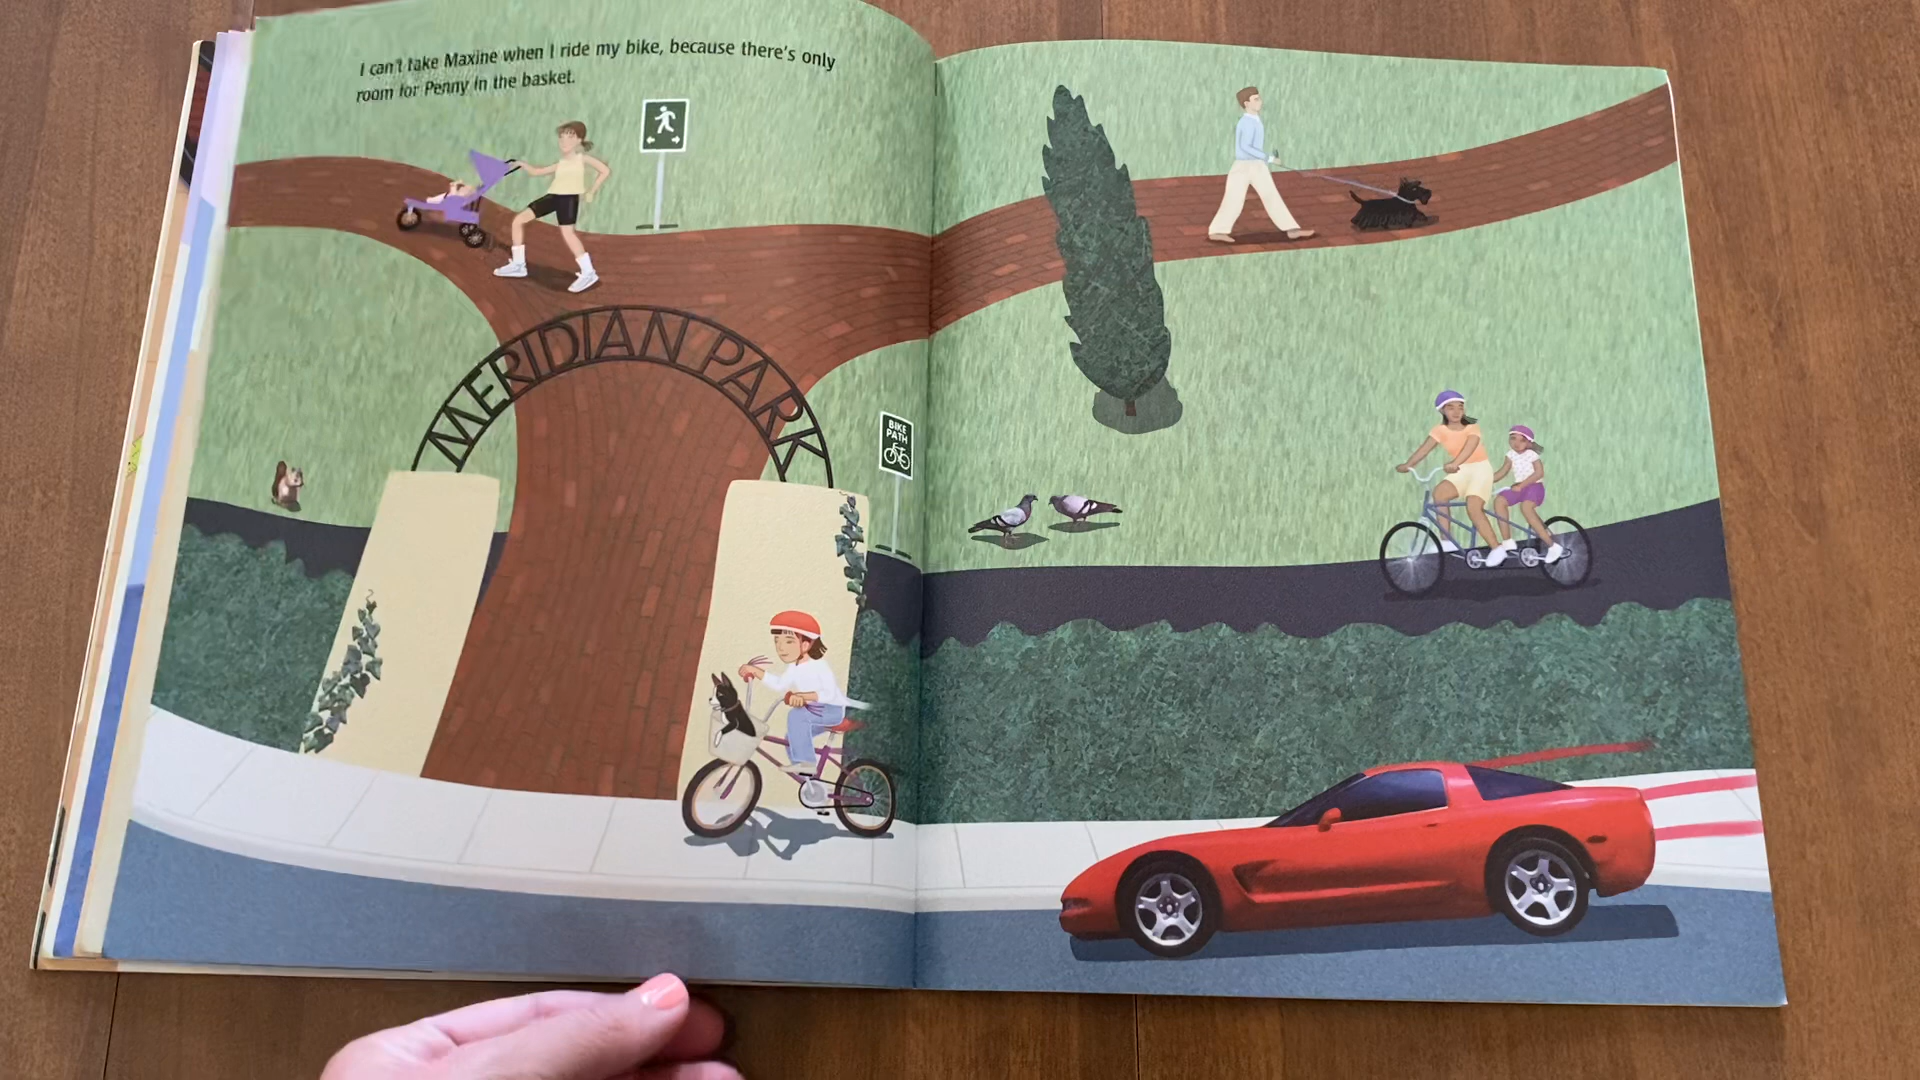 I can't take Maxine when I ride my bike, because there's only
room for Penny in the basket.
MERIDIAN PARK
BIKE
PATH